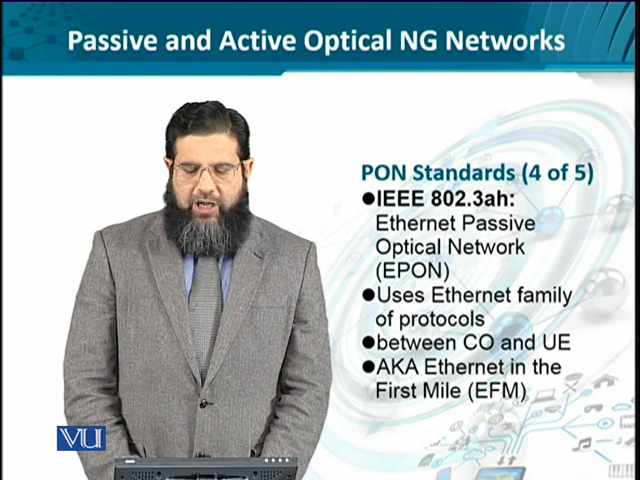 Passive and Active Optical NG Networks
PON Standards (4 of 5)
●IEEE 802.3ah:
Ethernet Passive
Optical Network
(EPON)
●Uses Ethernet family
of protocols
●between CO and UE
●AKA Ethernet in the
First Mile (EFM)
VU